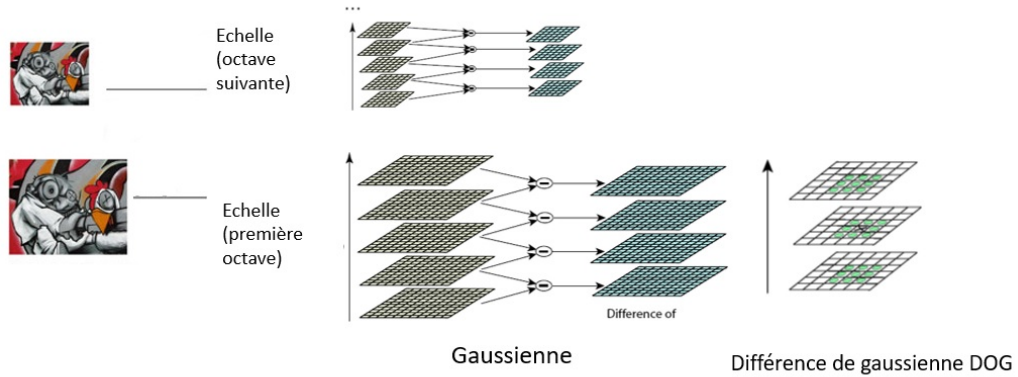 ...
Echelle
(octave
suivante)
Echelle
(première
octave)
Difference of
Gaussienne
Différence de gaussienne DOG